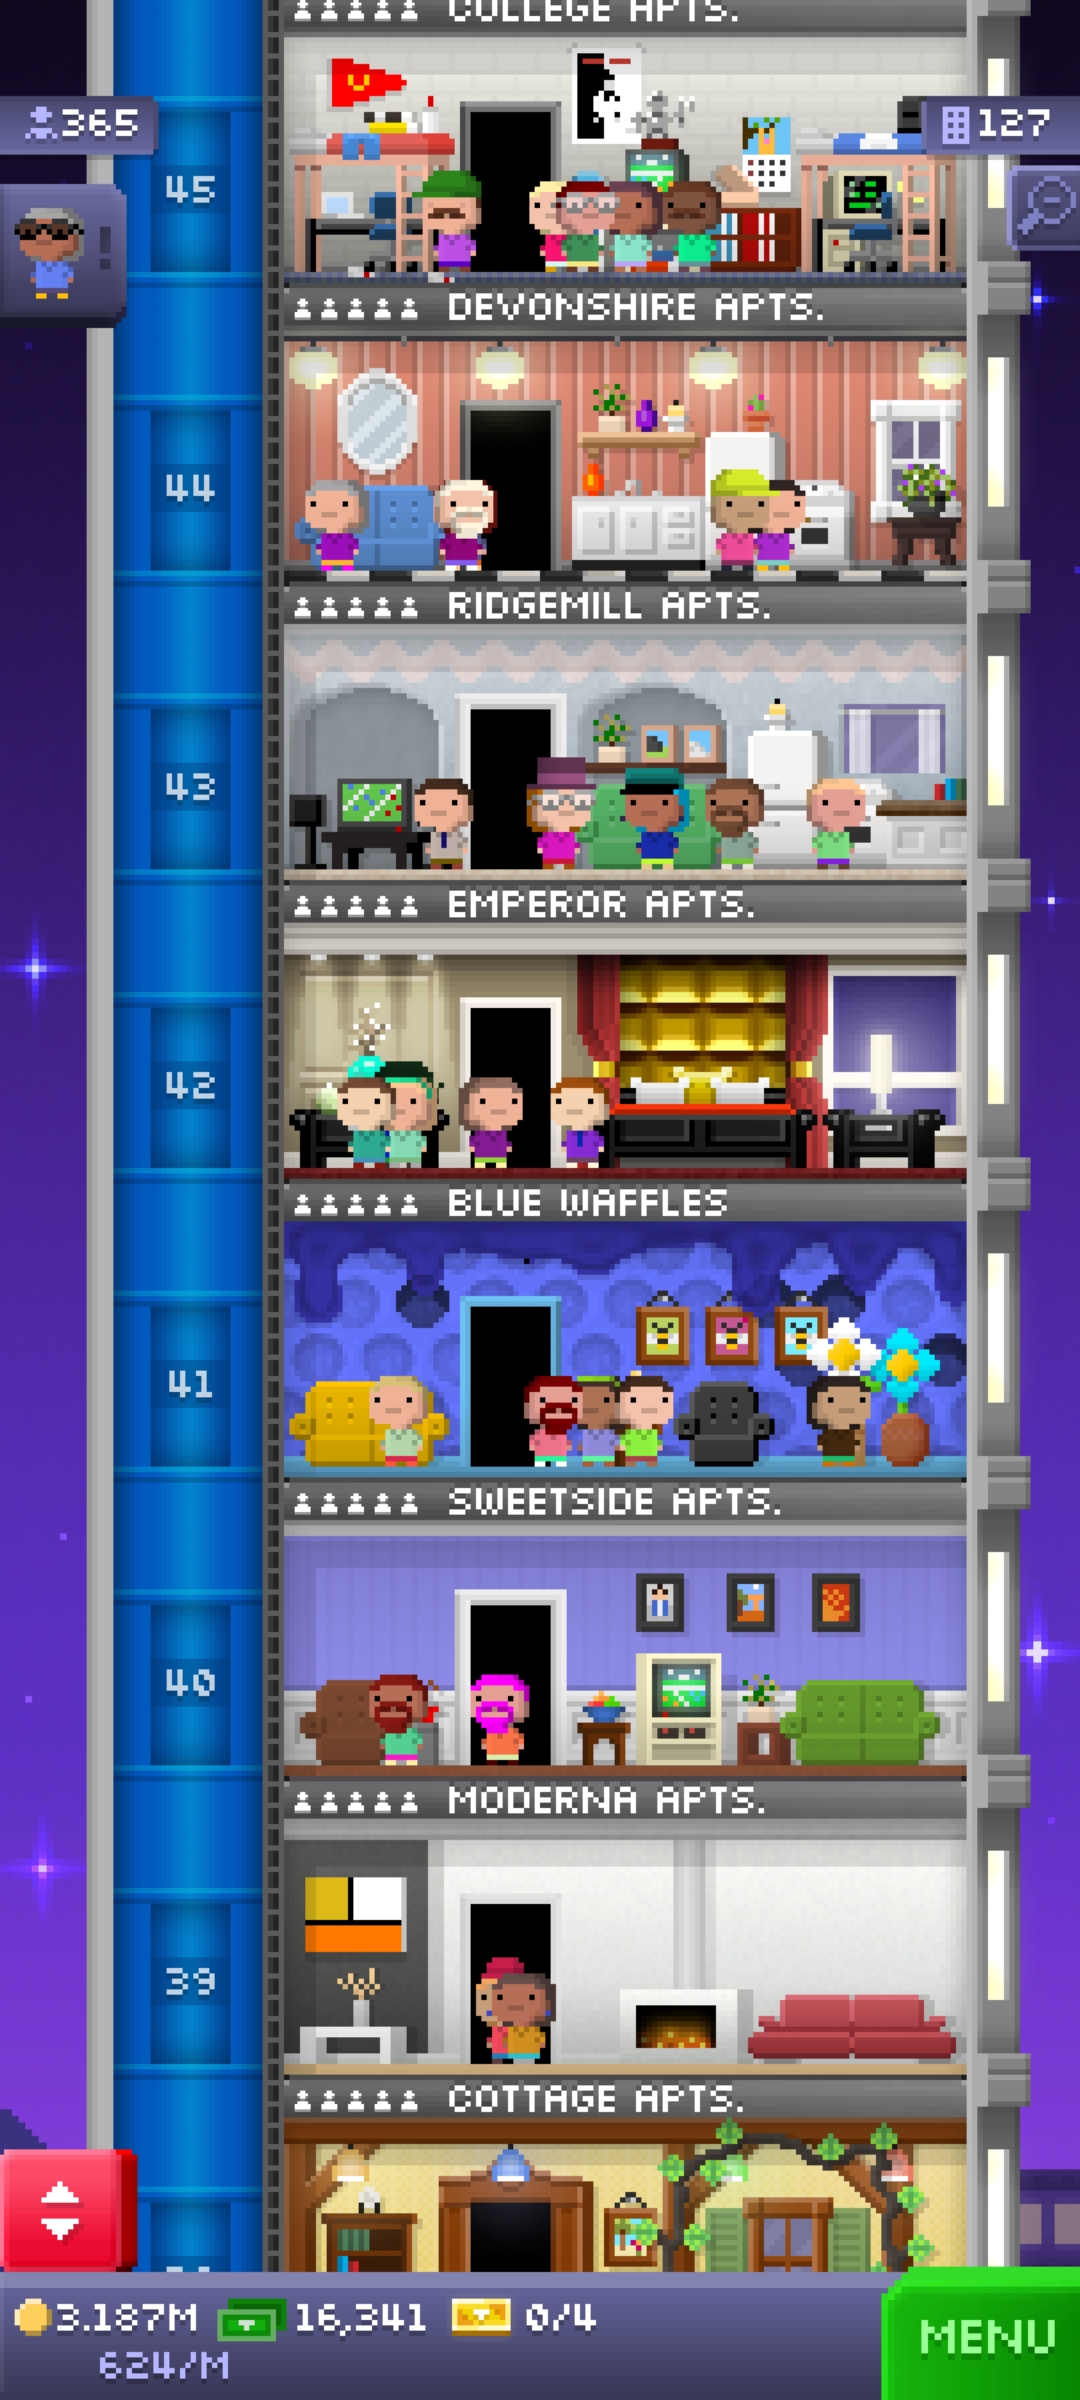 COLLEGE APTS.
365
127
45
DEVONSHIRE APTS.
44
RIDGEMILL APTS.
43
EMPEROR APTS.
42
BLUE WAFFLES
41
SWEETSIDE APTS.
40
MODERNA APTS.
39
COTTAGE APTS.
3.187M 16,341 0/4
624/M
MENU